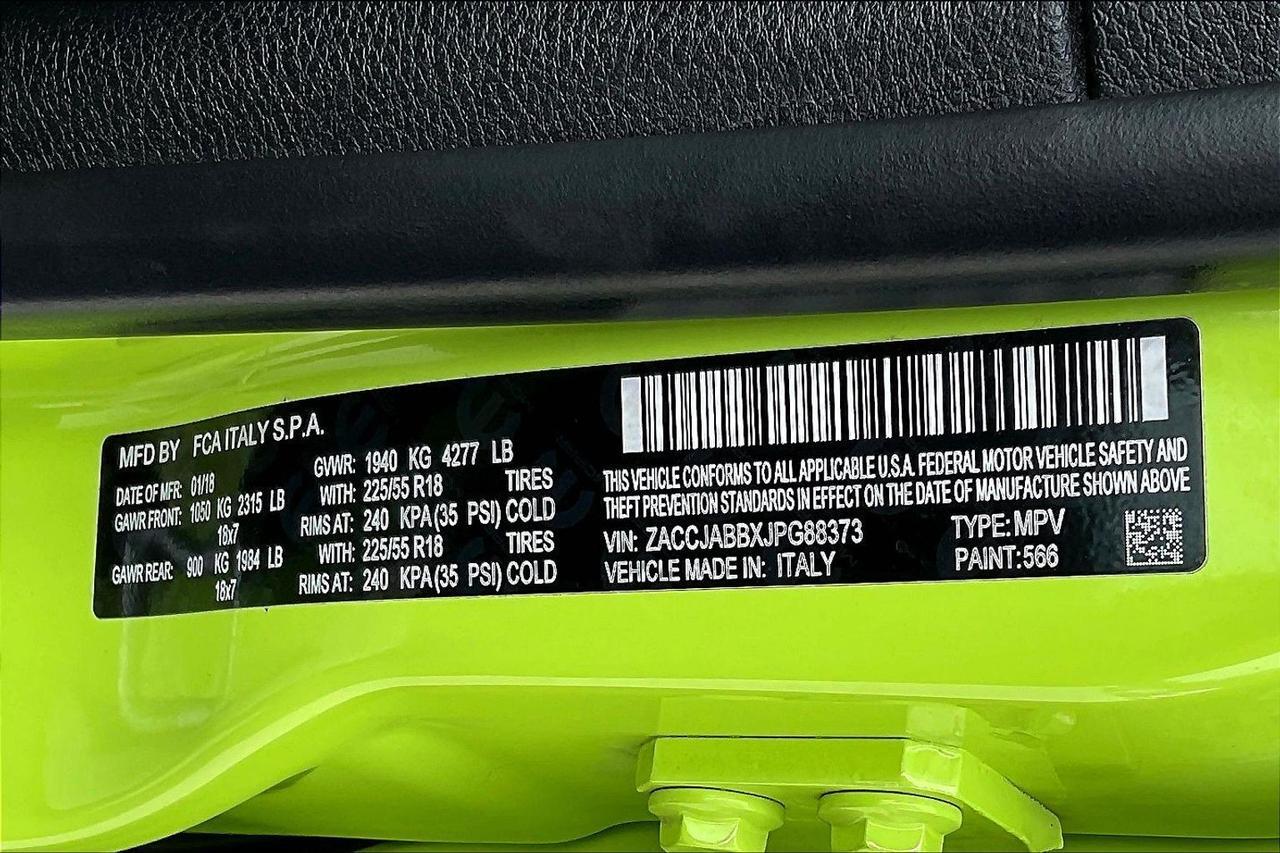 MFD BY FCA ITALY S.P.A.
DATE OF MFR: 01/18 GVWR: 1940 KG 4277 LB
GAWR FRONT: 1050 KG 2315 LB WITH: 225/55 R18 TIRES
18x7 RIMS AT: 240 KPA(35 PSI) COLD
GAWR REAR: 900 KG 1984 LB WITH: 225/55 R18 TIRES
18x7 RIMS AT: 240 KPA(35 PSI) COLD
THIS VEHICLE CONFORMS TO ALL APPLICABLE U.S.A. FEDERAL MOTOR VEHICLE SAFETY AND
THEFT PREVENTION STANDARDS IN EFFECT ON THE DATE OF MANUFACTURE SHOWN ABOVE
VIN: ZACCJABBXJPG88373 TYPE: MPV
VEHICLE MADE IN: ITALY PAINT:566